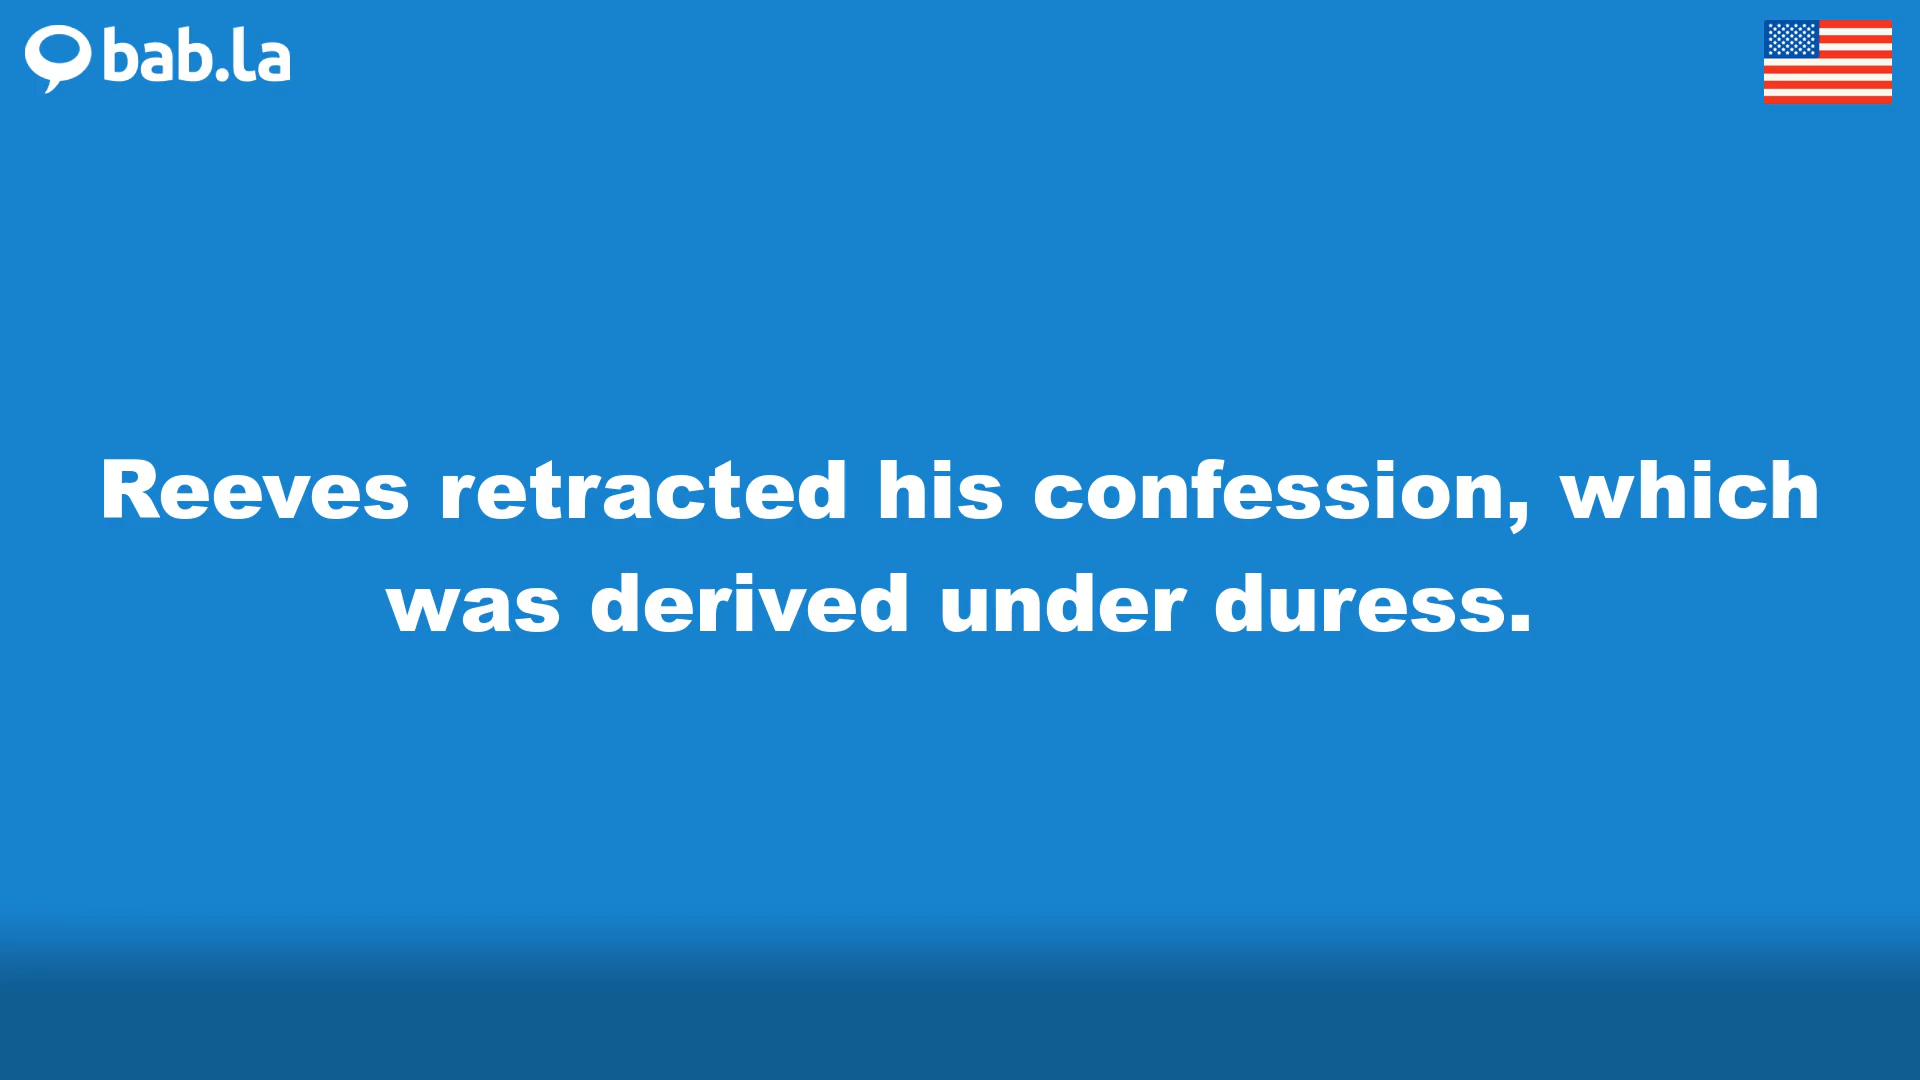 bab.la
Reeves retracted his confession, which
was derived under duress.